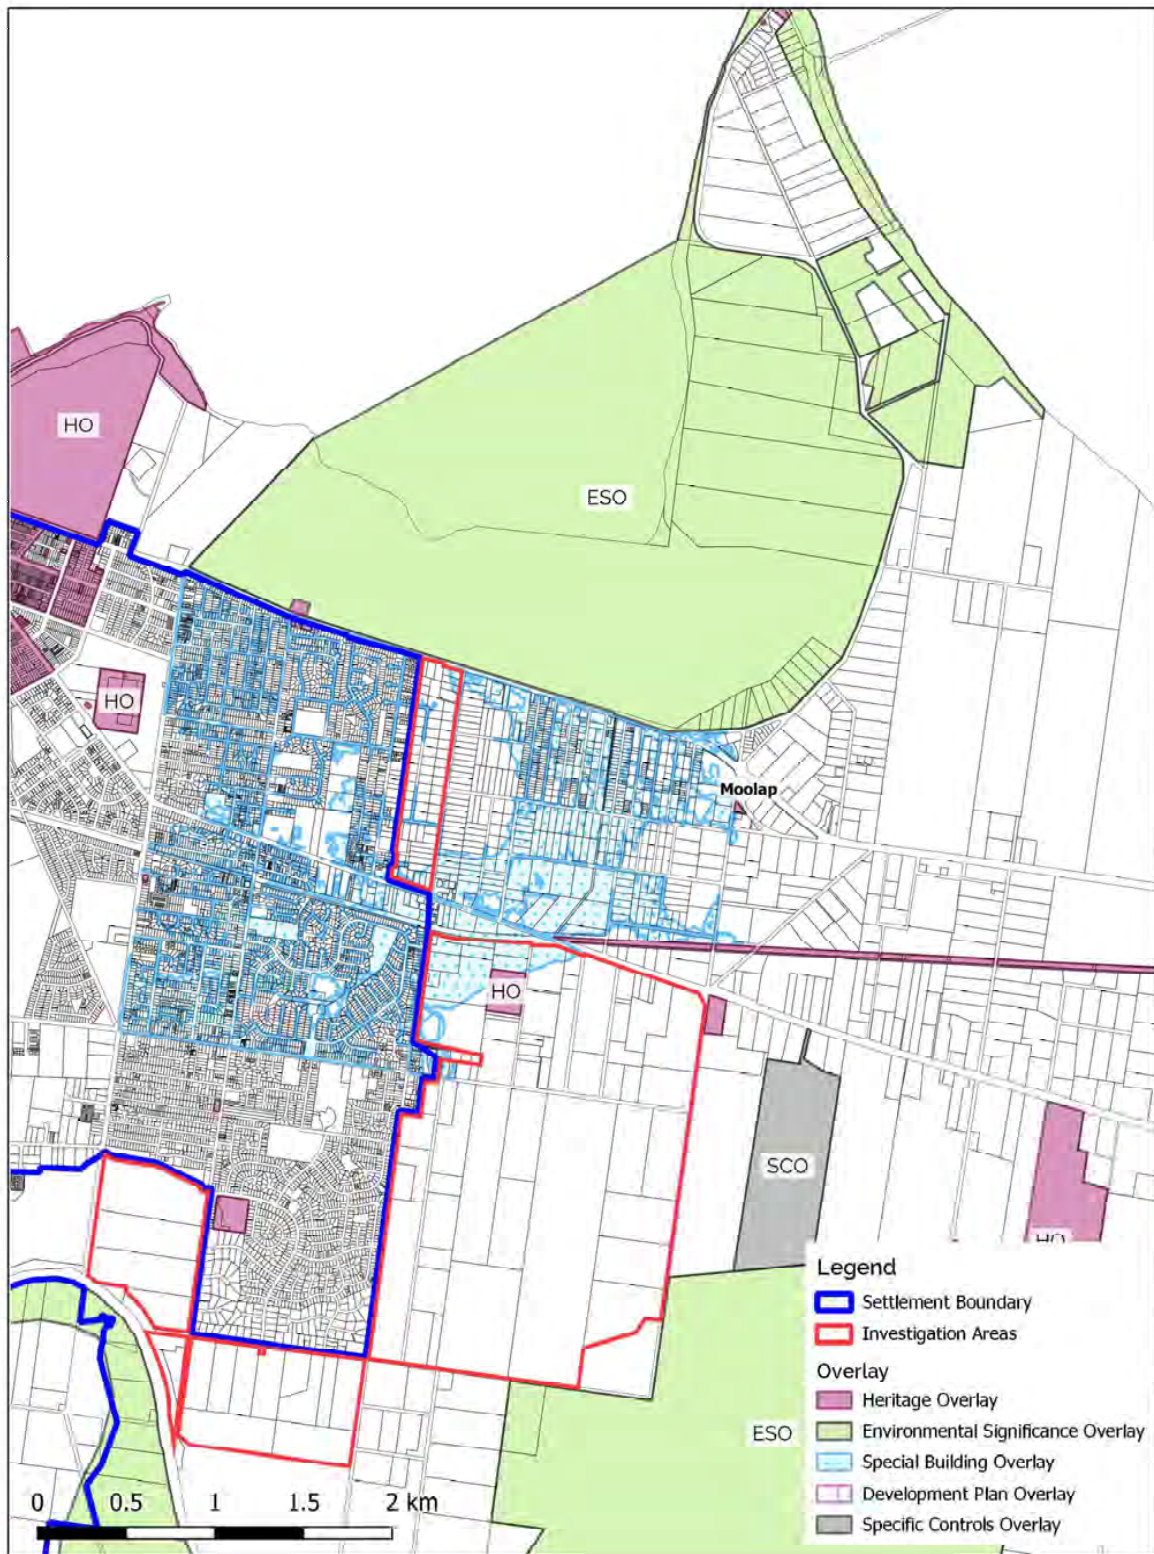 HO
ESO
HO
Moolap
HO
SCO
HO
ESO
Legend
Settlement Boundary
Investigation Areas
Overlay
Heritage Overlay
Environmental Significance Overlay
Special Building Overlay
Development Plan Overlay
Specific Controls Overlay
0 0.5 1 1.5 2 km